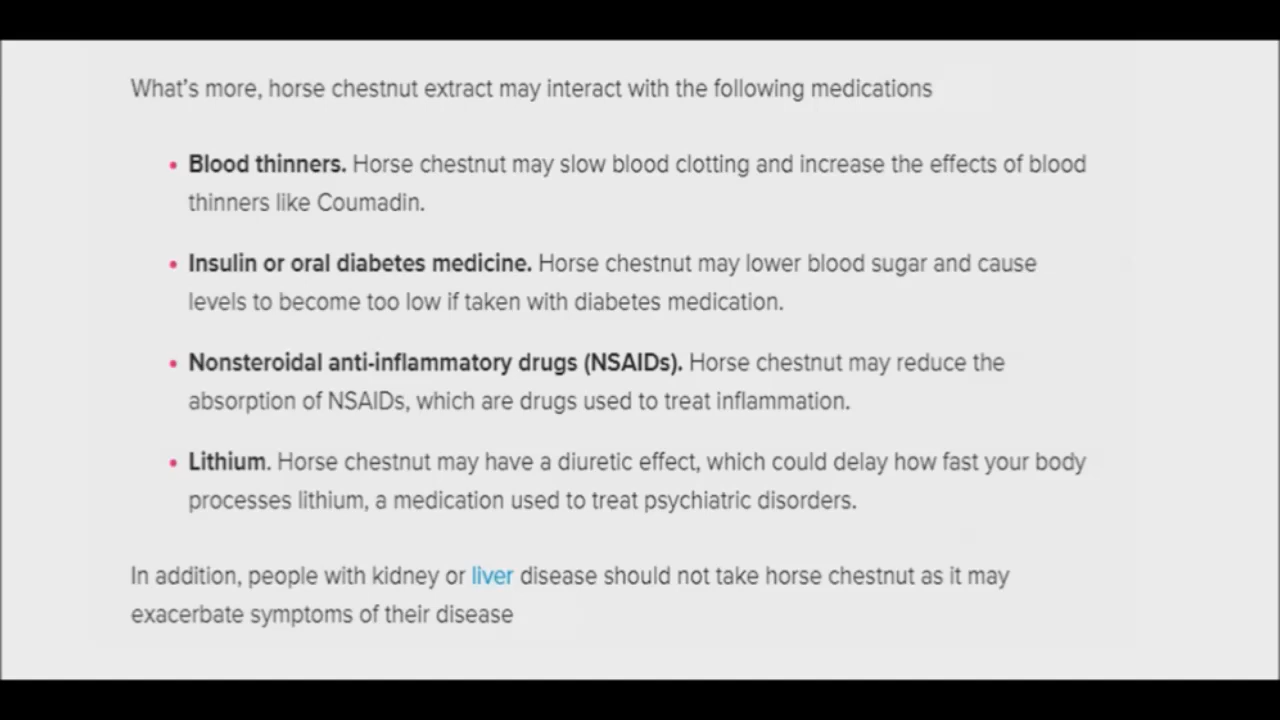 What's more, horse chestnut extract may interact with the following medications
• Blood thinners. Horse chestnut may slow blood clotting and increase the effects of blood
thinners like Coumadin.
• Insulin or oral diabetes medicine. Horse chestnut may lower blood sugar and cause
levels to become too low if taken with diabetes medication.
• Nonsteroidal anti-inflammatory drugs (NSAIDs). Horse chestnut may reduce the
absorption of NSAIDs, which are drugs used to treat inflammation.
• Lithium. Horse chestnut may have a diuretic effect, which could delay how fast your body
processes lithium, a medication used to treat psychiatric disorders.
In addition, people with kidney or liver disease should not take horse chestnut as it may
exacerbate symptoms of their disease